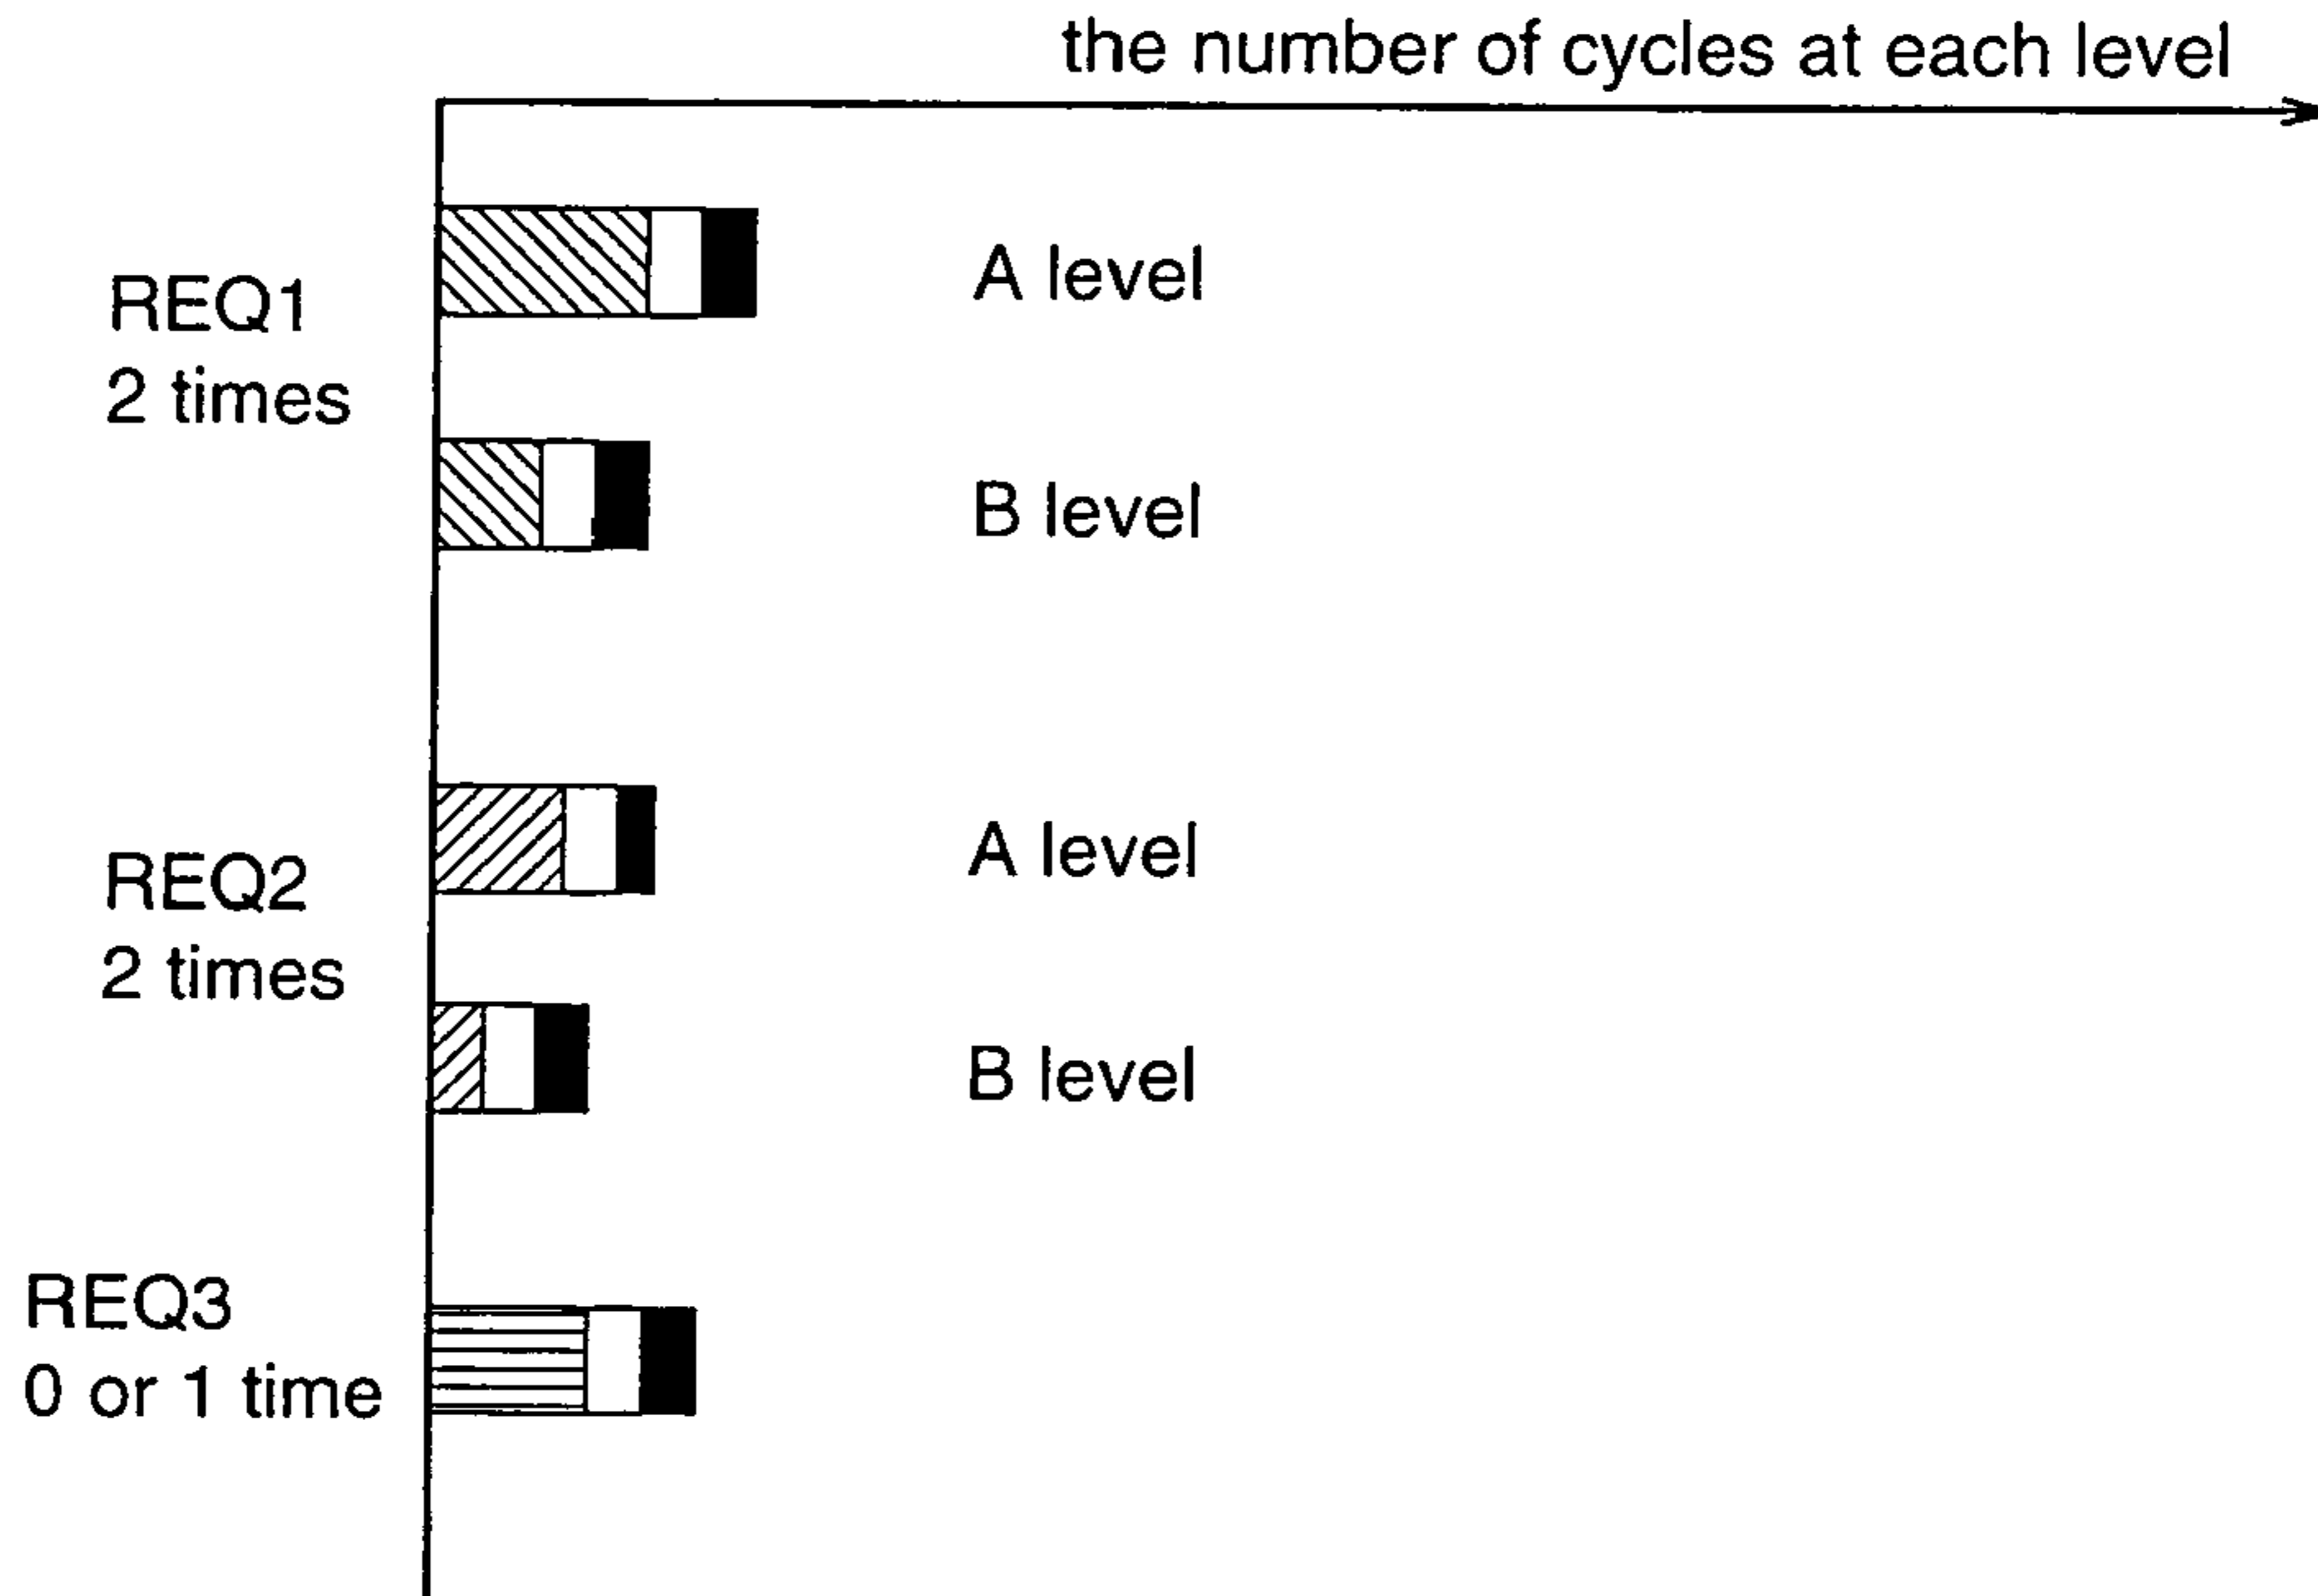 the number of cycles at each level
A level
REQ1
2 times
B level
A level
REQ2
2 times
B level
REQ3
0 or 1 time